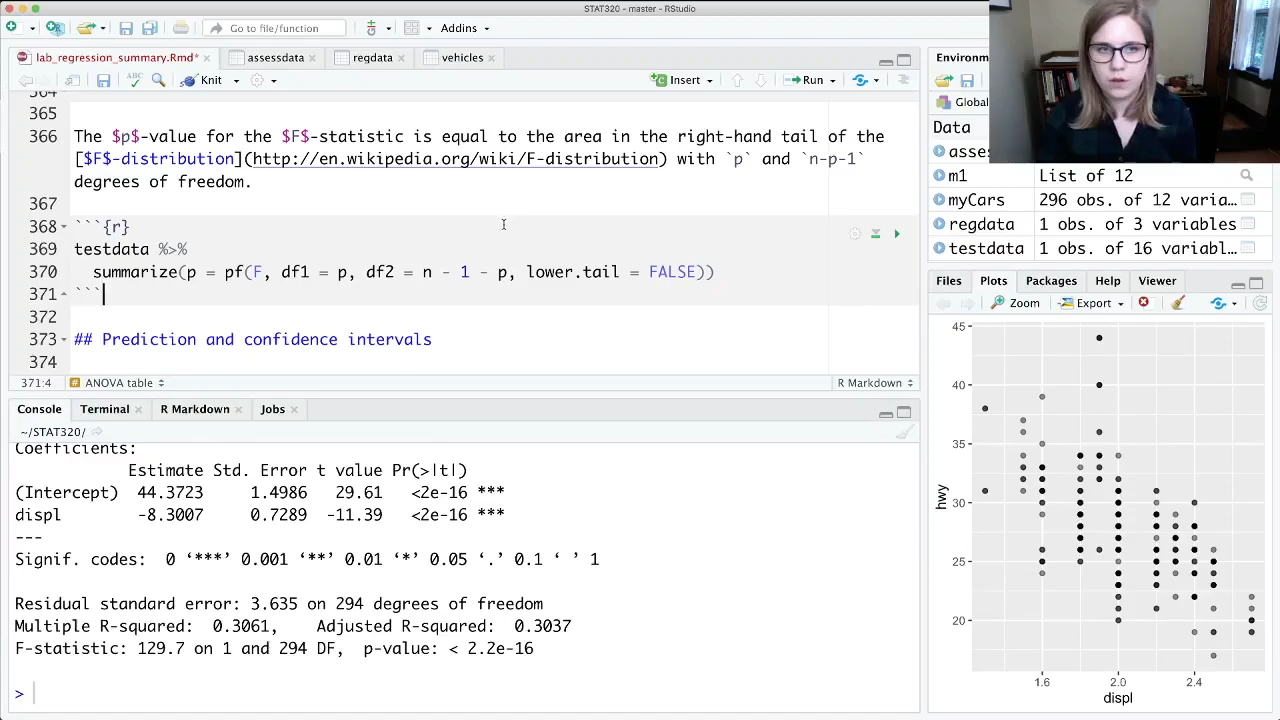 STAT320 - master - RStudio
Go to file/function
Addins
lab_regression_summary.Rmd*
assessdata
regdata
vehicles
ABC
Knit
Insert
Run
364
365
366 The $p$-value for the $F$-statistic is equal to the area in the right-hand tail of the
[$F$-distribution](http://en.wikipedia.org/wiki/F-distribution) with `p` and `n-p-1`
degrees of freedom.
367
368 ```{r}
369 testdata %>%
370 summarize(p = pf(F, df1 = p, df2 = n - 1 - p, lower.tail = FALSE))
371 ```
372
373 ## Prediction and confidence intervals
374
371:4
# ANOVA table
R Markdown
Console
Terminal
R Markdown
Jobs
~/STAT320/
Coefficients:
Estimate Std. Error t value Pr(>|t|)
(Intercept) 44.3723 1.4986 29.61 <2e-16 ***
displ -8.3007 0.7289 -11.39 <2e-16 ***
---
Signif. codes: 0 ‘***’ 0.001 ‘**’ 0.01 ‘*’ 0.05 ‘.’ 0.1 ‘ ’ 1
Residual standard error: 3.635 on 294 degrees of freedom
Multiple R-squared: 0.3061, Adjusted R-squared: 0.3037
F-statistic: 129.7 on 1 and 294 DF, p-value: < 2.2e-16
>
Environm
Global
Data
asses
m1 List of 12
myCars 296 obs. of 12 varia…
regdata 1 obs. of 3 variables
testdata 1 obs. of 16 variabl…
Files
Plots
Packages
Help
Viewer
Zoom
Export
45
40
35
30
25
20
hwy
1.6
2.0
2.4
displ